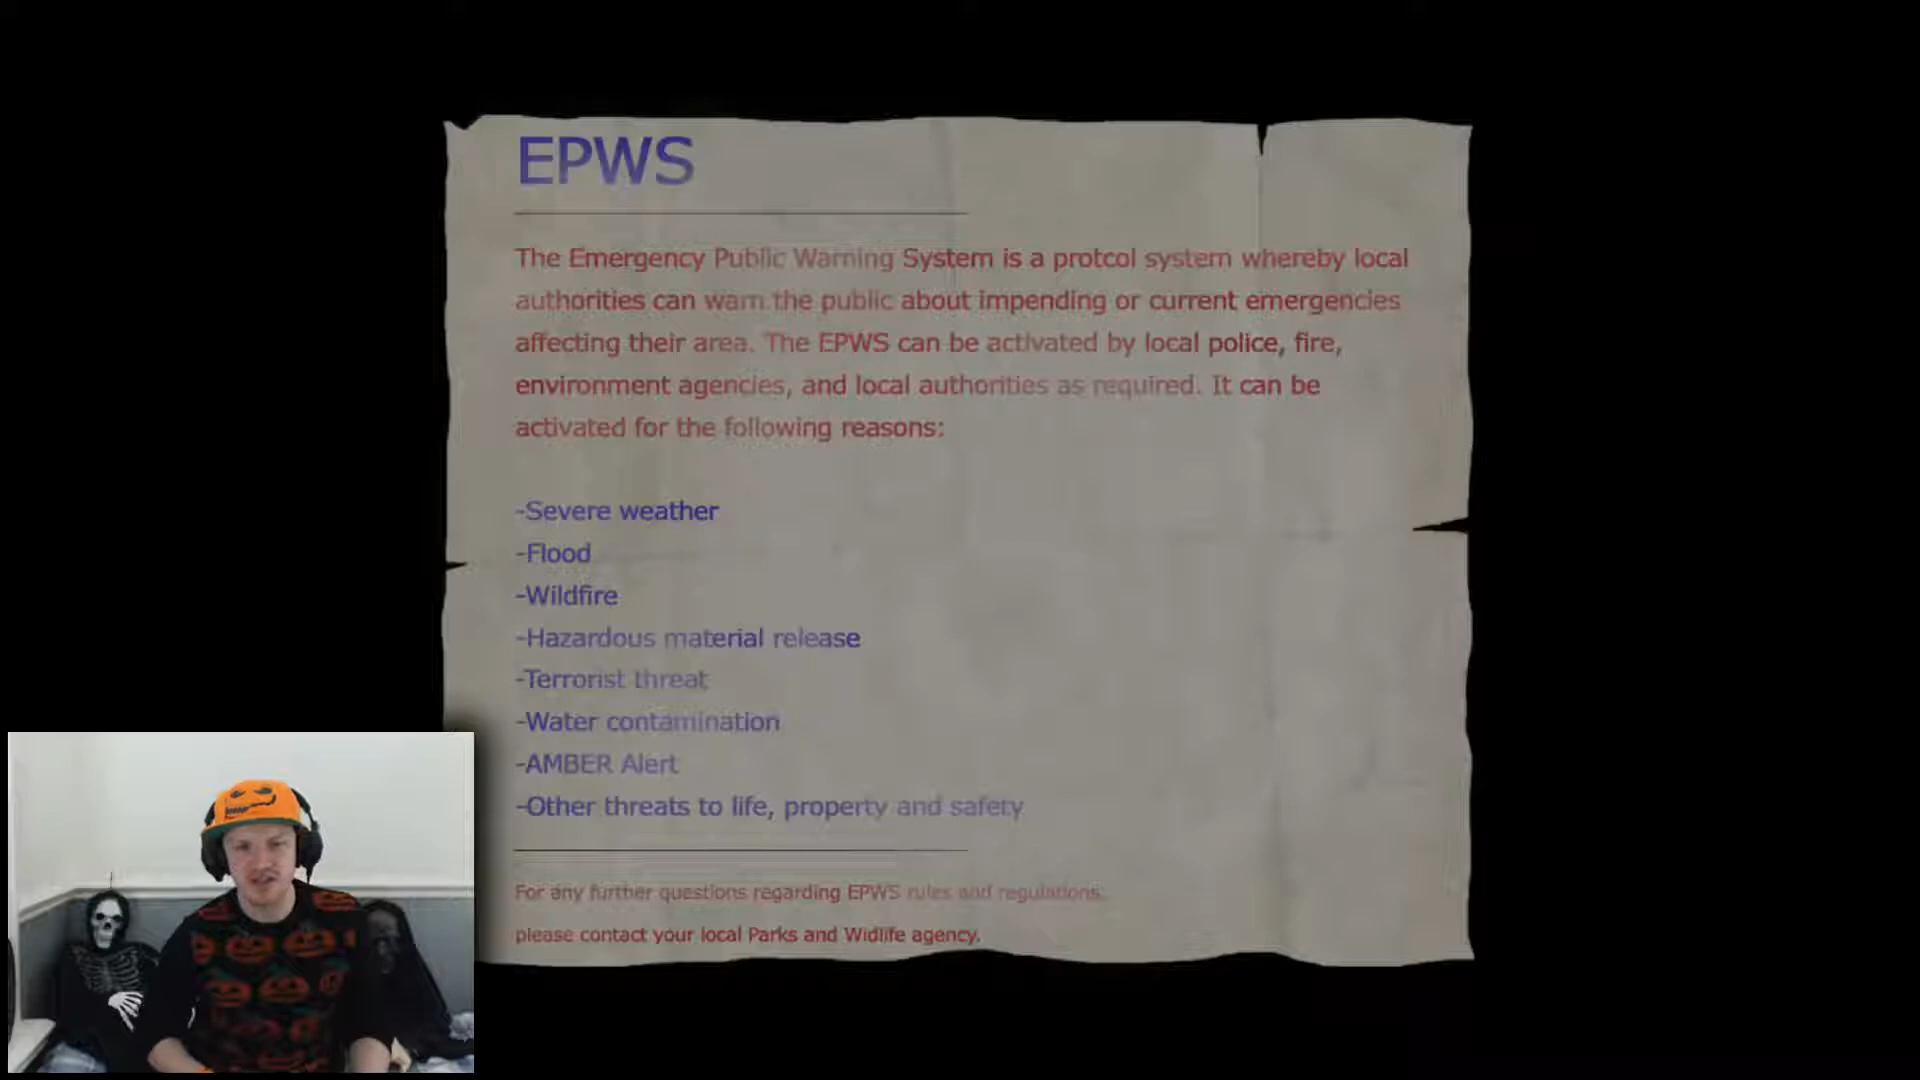 EPWS
The Emergency Public Warning System is a protcol system whereby local
authorities can warn the public about impending or current emergencies
affecting their area. The EPWS can be activated by local police, fire,
environment agencies, and local authorities as required. It can be
activated for the following reasons:
-Severe weather
-Flood
-Wildfire
-Hazardous material release
-Terrorist threat
-Water contamination
-AMBER Alert
-Other threats to life, property and safety
For any further questions regarding EPWS rules and regulations,
please contact your local Parks and Widlife agency.